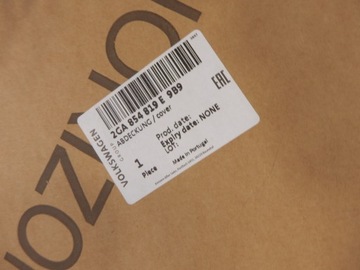 VOLKSWAGEN
GROUP
2GA 854 819 E 9B9
ABDECKUNG / cover
EAC
Prod. date:
Expiry date: NONE
LOT:
1
Piece
Made in Portugal